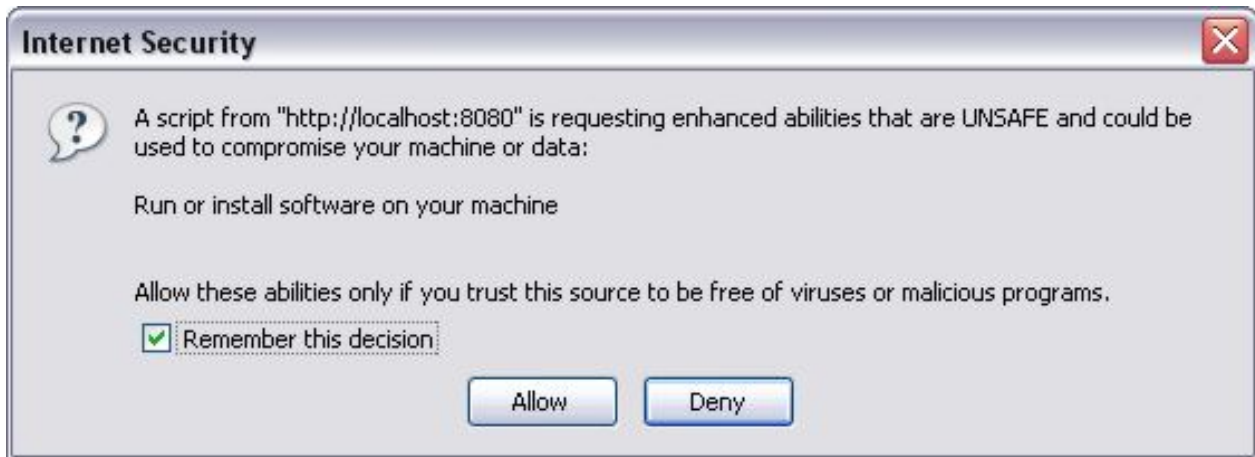 Internet Security
A script from "http://localhost:8080" is requesting enhanced abilities that are UNSAFE and could be
used to compromise your machine or data:
Run or install software on your machine
Allow these abilities only if you trust this source to be free of viruses or malicious programs.
Remember this decision
Allow Deny